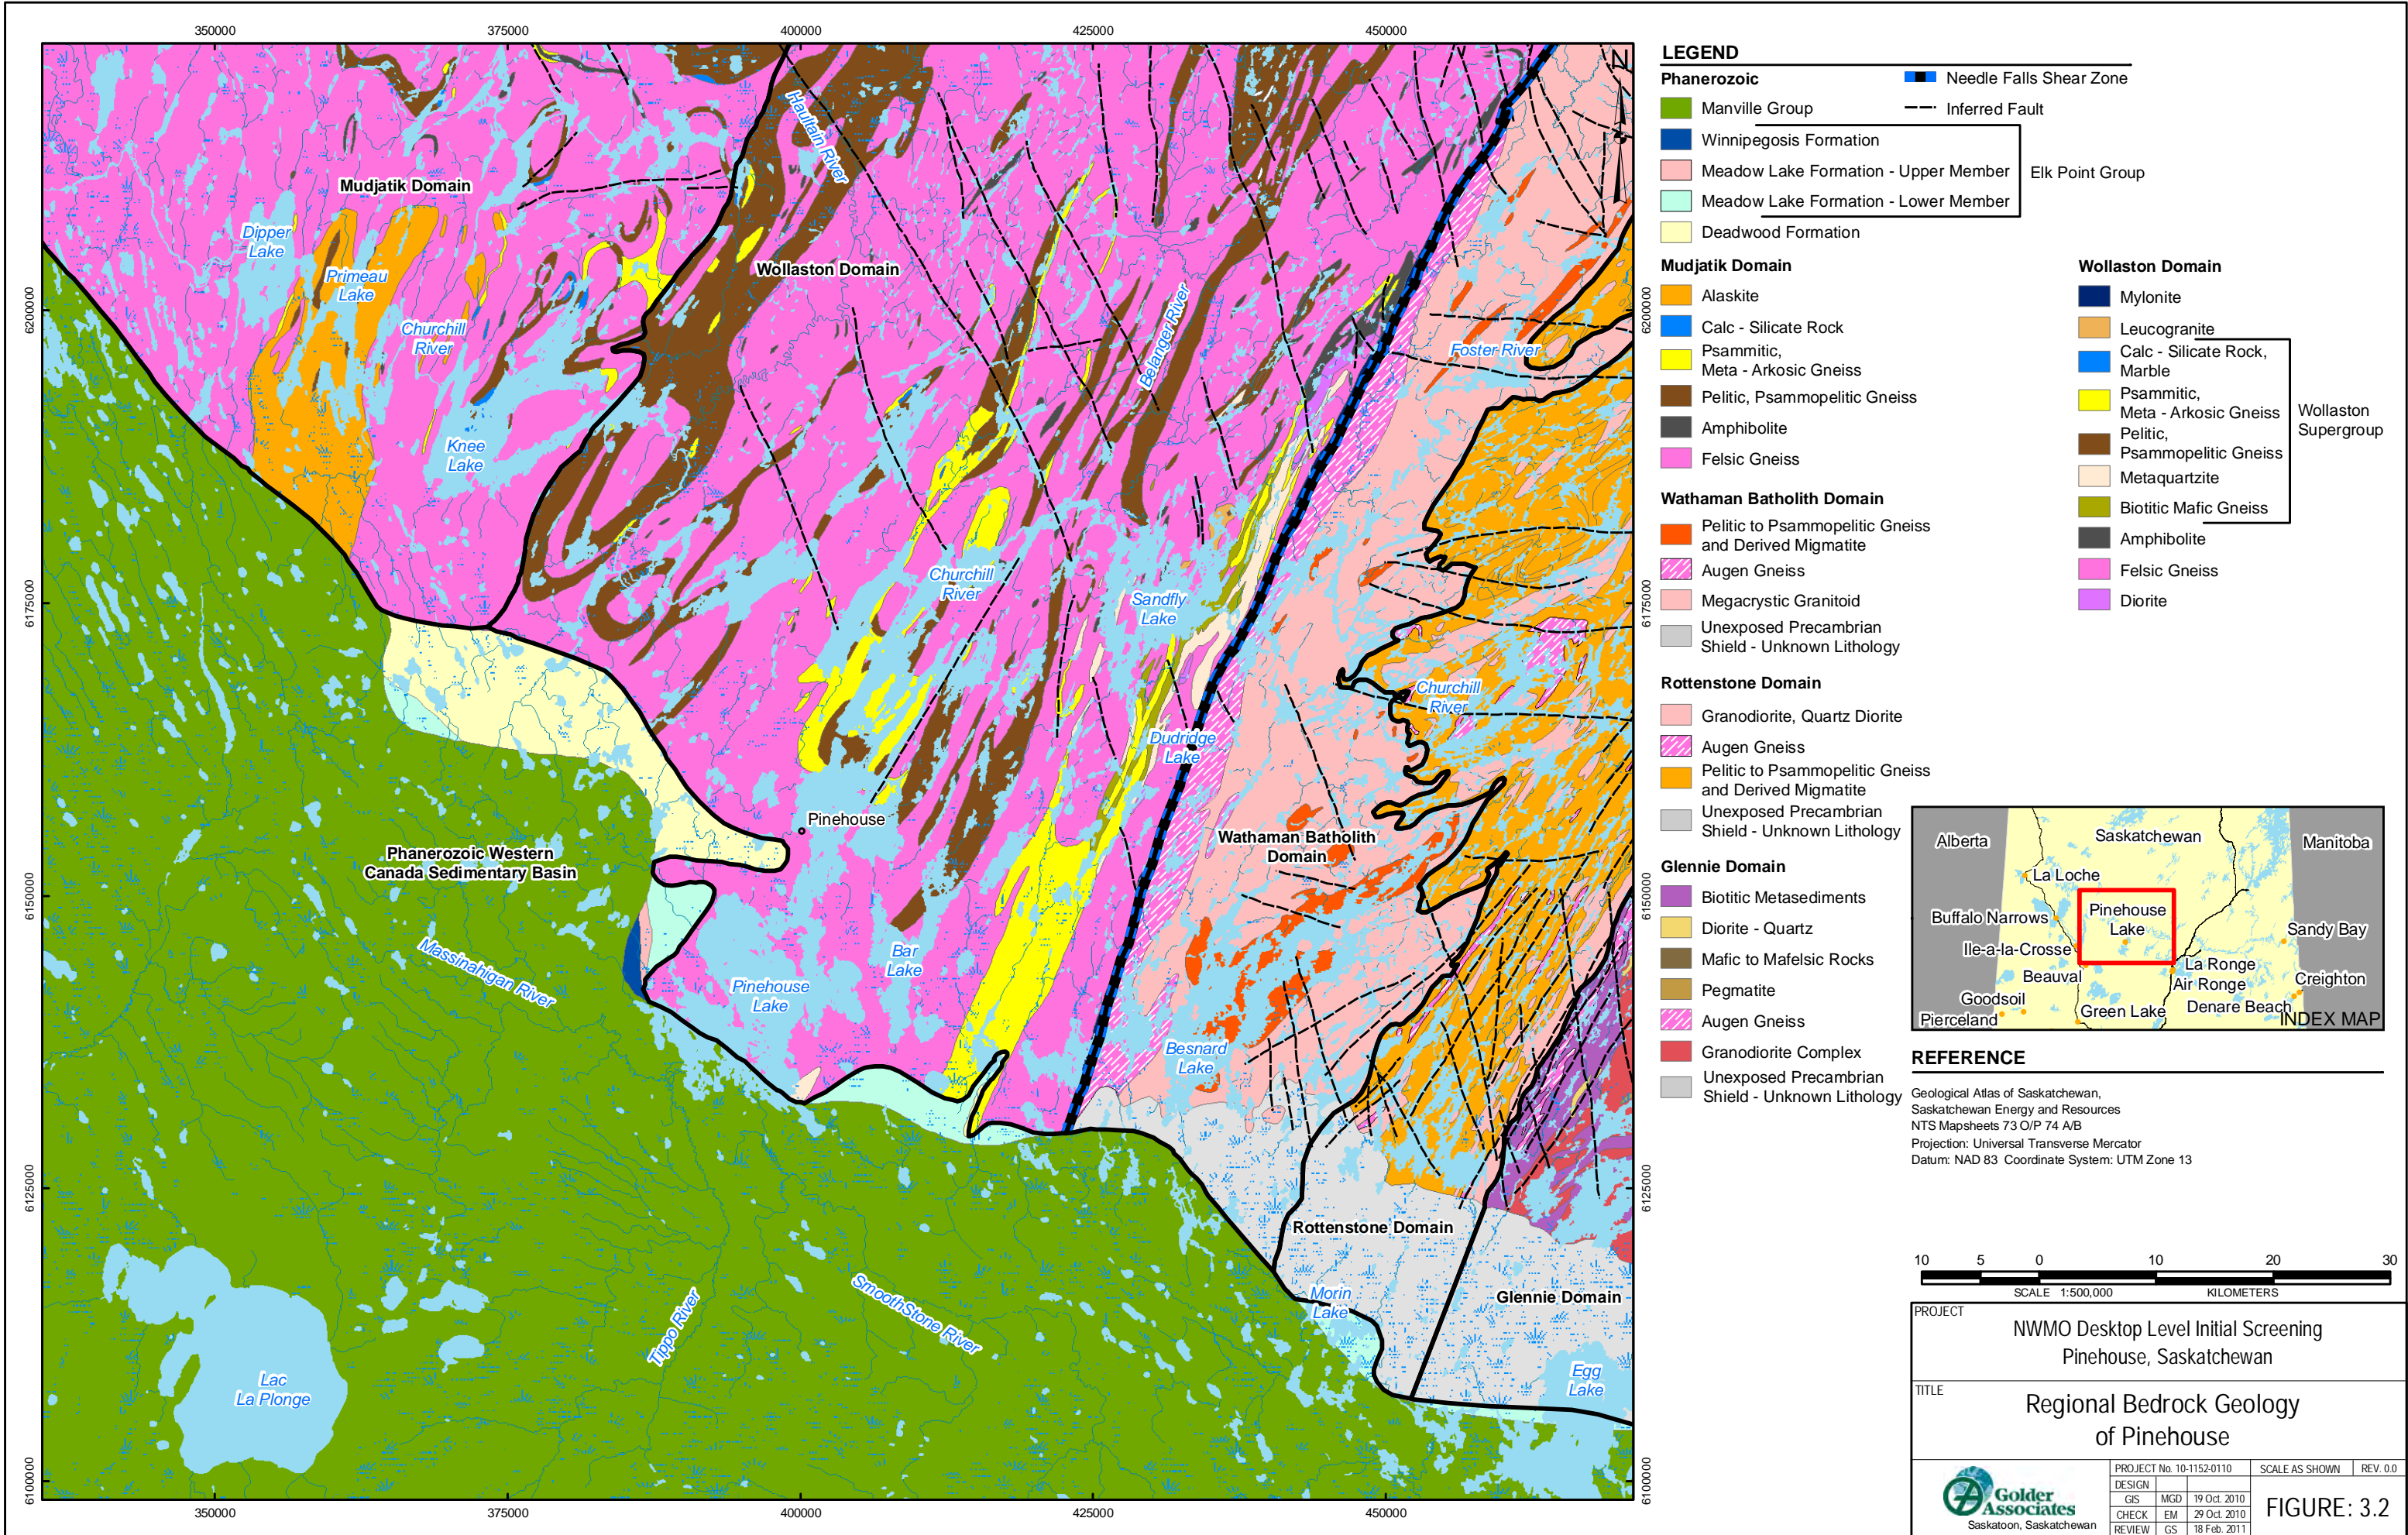 350000
375000
400000
425000
450000
6200000
6175000
6150000
6125000
6100000
6200000
6175000
6150000
6125000
6100000
350000
375000
400000
425000
450000
N
Haultain River
Mudjatik Domain
Dipper
Lake
Primeau
Lake
Wollaston Domain
Churchill
River
Belanger River
Foster River
Knee
Lake
Churchill
River
Sandfly
Lake
Churchill
River
Dudridge
Lake
Pinehouse
Wathaman Batholith
Domain
Phanerozoic Western
Canada Sedimentary Basin
Massinahigan River
Bar
Lake
Pinehouse
Lake
Besnard
Lake
Rottenstone Domain
Morin
Lake
Glennie Domain
Tippo River
SmoothStone River
Egg
Lake
Lac
La Plonge
LEGEND
Phanerozoic
Manville Group
Winnipegosis Formation
Meadow Lake Formation - Upper Member
Meadow Lake Formation - Lower Member
Deadwood Formation
Elk Point Group
Needle Falls Shear Zone
Inferred Fault
Mudjatik Domain
Alaskite
Calc - Silicate Rock
Psammitic,
Meta - Arkosic Gneiss
Pelitic, Psammopelitic Gneiss
Amphibolite
Felsic Gneiss
Wathaman Batholith Domain
Pelitic to Psammopelitic Gneiss
and Derived Migmatite
Augen Gneiss
Megacrystic Granitoid
Unexposed Precambrian
Shield - Unknown Lithology
Rottenstone Domain
Granodiorite, Quartz Diorite
Augen Gneiss
Pelitic to Psammopelitic Gneiss
and Derived Migmatite
Unexposed Precambrian
Shield - Unknown Lithology
Glennie Domain
Biotitic Metasediments
Diorite - Quartz
Mafic to Mafelsic Rocks
Pegmatite
Augen Gneiss
Granodiorite Complex
Unexposed Precambrian
Shield - Unknown Lithology
Wollaston Domain
Mylonite
Leucogranite
Calc - Silicate Rock,
Marble
Psammitic,
Meta - Arkosic Gneiss
Pelitic,
Psammopelitic Gneiss
Metaquartzite
Biotitic Mafic Gneiss
Amphibolite
Felsic Gneiss
Diorite
Wollaston
Supergroup
Alberta
Saskatchewan
Manitoba
La Loche
Buffalo Narrows
Pinehouse
Lake
Ile-a-la-Crosse
Sandy Bay
Beauval
La Ronge
Air Ronge
Creighton
Goodsoil
Green Lake
Denare Beach
Pierceland
INDEX MAP
REFERENCE
Geological Atlas of Saskatchewan,
Saskatchewan Energy and Resources
NTS Mapsheets 73 O/P 74 A/B
Projection: Universal Transverse Mercator
Datum: NAD 83 Coordinate System: UTM Zone 13
10 5 0 10 20 30
SCALE 1:500,000 KILOMETERS
PROJECT
NWMO Desktop Level Initial Screening
Pinehouse, Saskatchewan
TITLE
Regional Bedrock Geology
of Pinehouse
Golder
Associates
Saskatoon, Saskatchewan
PROJECT No. 10-1152-0110 SCALE AS SHOWN REV. 0.0
DESIGN
GIS MGD 19 Oct. 2010
CHECK EM 29 Oct. 2010
REVIEW GS 18 Feb. 2011
FIGURE: 3.2